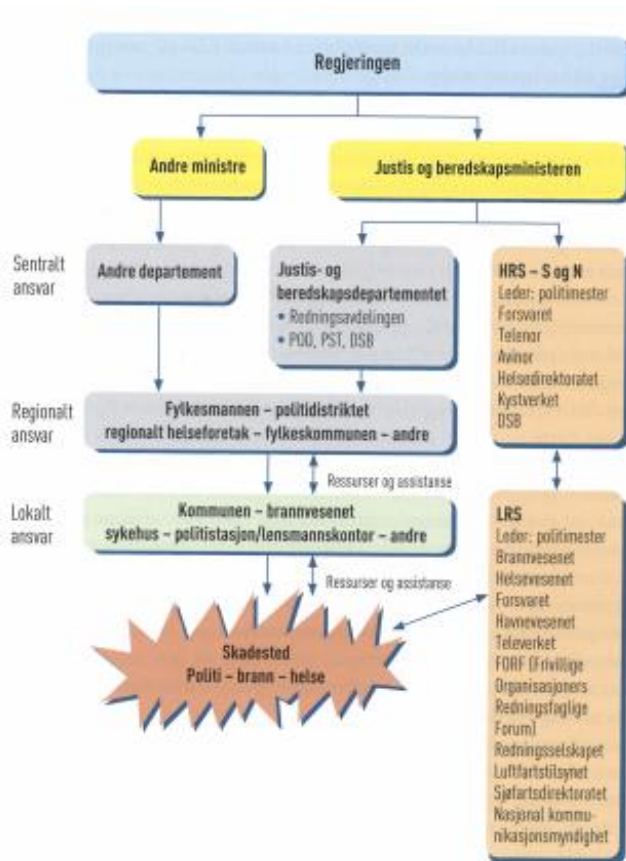 Regjeringen
Andre ministre
Justis og beredskapsministeren
Sentralt
ansvar
Andre departement
Justis- og
beredskapsdepartementet
• Redningsavdelingen
• POD, PST, DSB
HRS – S og N
Leder: politimester
Forsvaret
Telenor
Avinor
Helsedirektoratet
Kystverket
DSB
Regionalt
ansvar
Fylkesmannen – politidistriktet
regionalt helseforetak – fylkeskommunen – andre
Ressurser og assistanse
Lokalt
ansvar
Kommunen – brannvesenet
sykehus – politistasjon/lensmannskontor – andre
Ressurser og assistanse
Skadested
Politi – brann – helse
LRS
Leder: politimester
Brannvesenet
Helsevesenet
Forsvaret
Havnevesenet
Televerket
FORF (Frivillige
Organisasjoners
Redningsfaglige
Forum)
Redningsselskapet
Luftfartstilsynet
Sjøfartsdirektoratet
Nasjonal kommu-
nikasjonsmyndighet